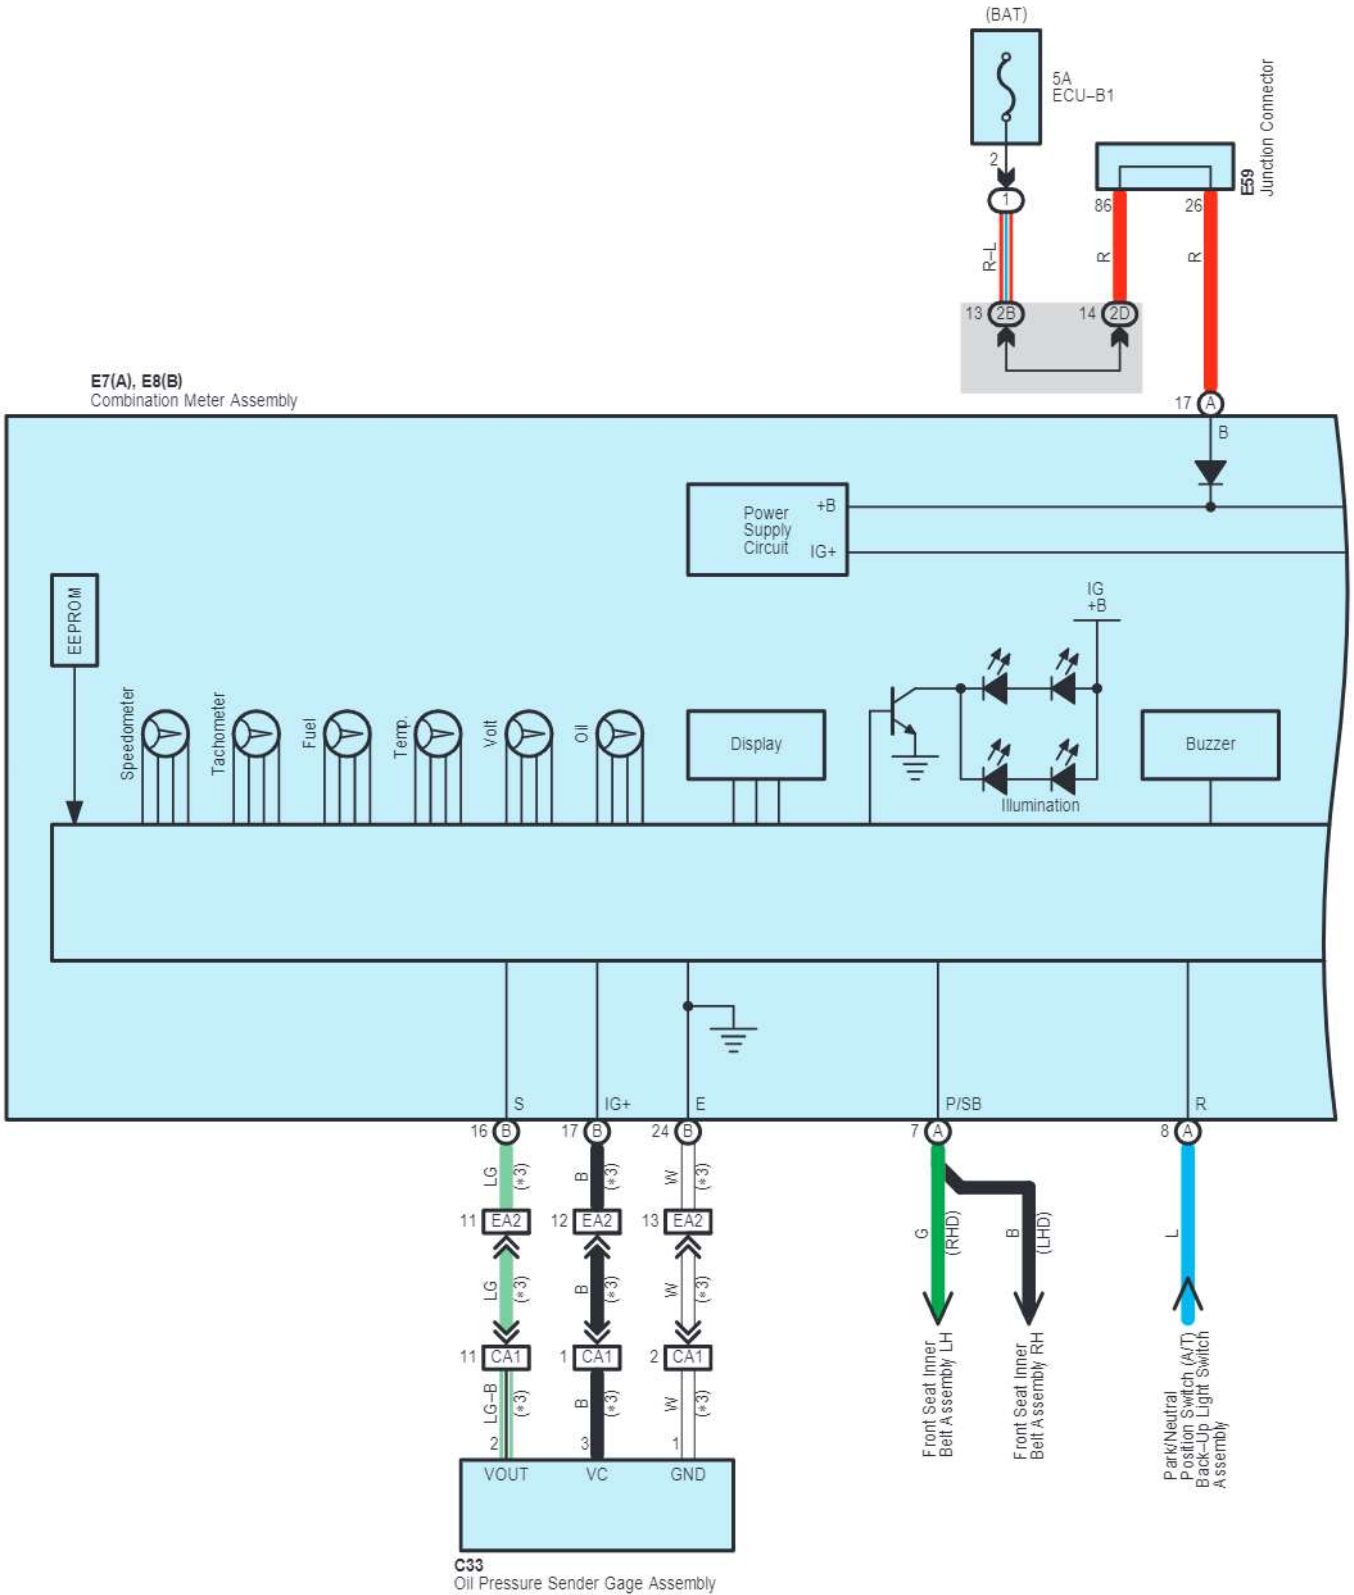 (BAT)
5A
ECU–B1
2
1
R–L
13 2B
14 2D
86
26
R
R
E59
Junction Connector
17 A
B
E7(A), E8(B)
Combination Meter Assembly
Power
Supply
Circuit
+B
IG+
EEPROM
Speedometer
Tachometer
Fuel
Temp.
Volt
Oil
Display
IG
+B
Illumination
Buzzer
S
IG+
E
P/SB
R
16 B
17 B
24 B
7 A
8 A
LG
(*3)
B
(*3)
W
(*3)
11 EA2
12 EA2
13 EA2
LG
(*3)
B
(*3)
W
(*3)
11 CA1
1 CA1
2 CA1
LG–B
(*3)
B
(*3)
W
(*3)
2
3
1
VOUT
VC
GND
C33
Oil Pressure Sender Gage Assembly
G
(RHD)
B
(LHD)
L
Front Seat Inner
Belt Assembly LH
Front Seat Inner
Belt Assembly RH
Park/Neutral
Position Switch (A/T)
Back–Up Light Switch
Assembly